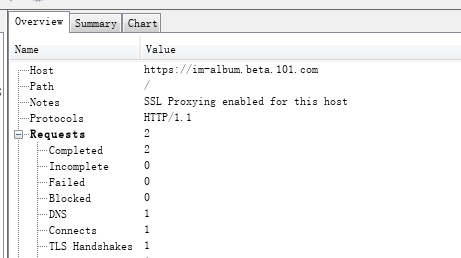 Overview Summary Chart
Name Value
Host https://im-album.beta.101.com
Path /
Notes SSL Proxying enabled for this host
Protocols HTTP/1.1
Requests 2
Completed 2
Incomplete 0
Failed 0
Blocked 0
DNS 1
Connects 1
TLS Handshakes 1